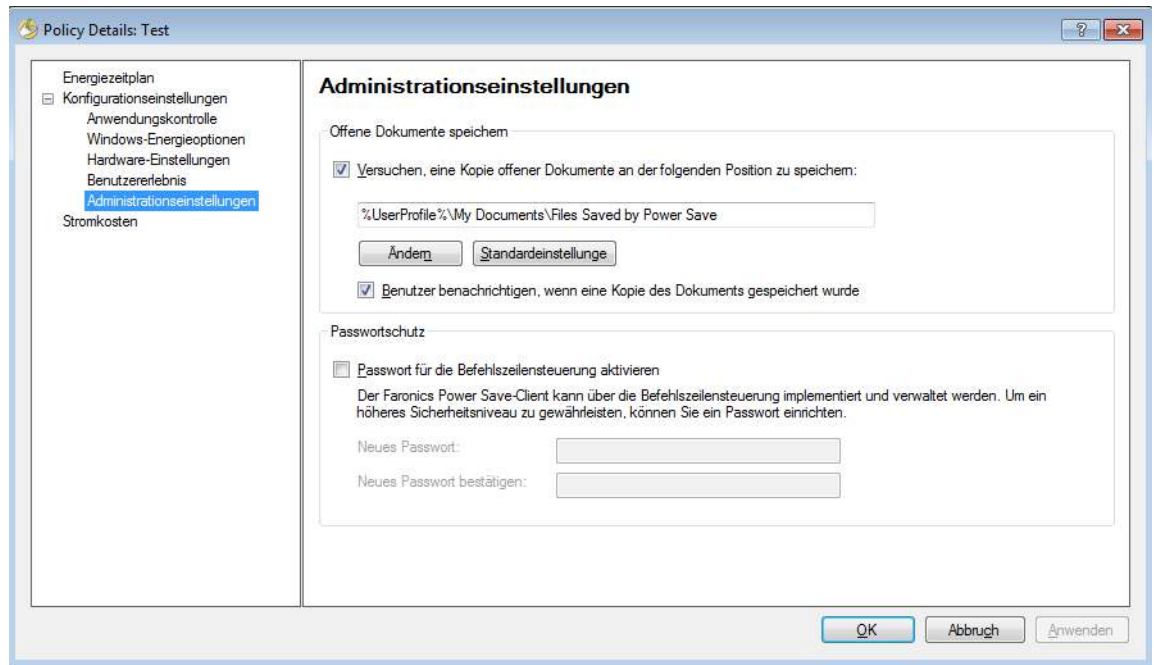 Policy Details: Test
Energiezeitplan
Konfigurationseinstellungen
Anwendungskontrolle
Windows-Energieoptionen
Hardware-Einstellungen
Benutzererlebnis
Administrationseinstellungen
Stromkosten
Administrationseinstellungen
Offene Dokumente speichern
Versuchen, eine Kopie offener Dokumente an der folgenden Position zu speichern:
%UserProfile%\My Documents\Files Saved by Power Save
Ändern Standardeinstellunge
Benutzer benachrichtigen, wenn eine Kopie des Dokuments gespeichert wurde
Passwortschutz
Passwort für die Befehlszeilensteuerung aktivieren
Der Faronics Power Save-Client kann über die Befehlszeilensteuerung implementiert und verwaltet werden. Um ein
höheres Sicherheitsniveau zu gewährleisten, können Sie ein Passwort einrichten.
Neues Passwort:
Neues Passwort bestätigen:
OK Abbruch Anwenden